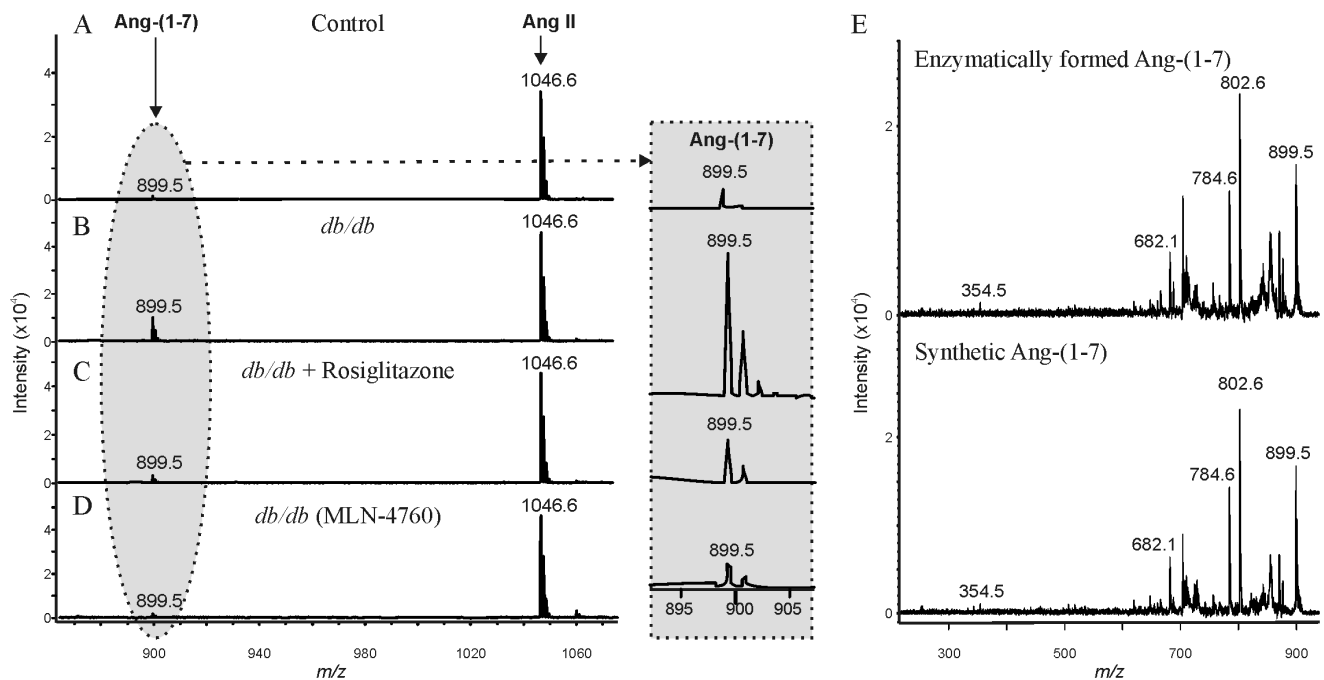 A Ang-(1-7) Control Ang II
1046.6
4
2
899.5
0
B db/db 1046.6
4
2
899.5
0
C db/db + Rosiglitazone 1046.6
4
2
899.5
0
D db/db (MLN-4760) 1046.6
4
2
899.5
0
900 940 980 1020 1060
m/z
Intensity (x10⁴)
Ang-(1-7)
899.5
899.5
899.5
899.5
895 900 905
E
Enzymatically formed Ang-(1-7)
802.6
2
899.5
784.6
682.1
354.5
0
Synthetic Ang-(1-7)
802.6
2
899.5
784.6
682.1
354.5
0
300 500 700 900
m/z
Intensity (x10⁴)